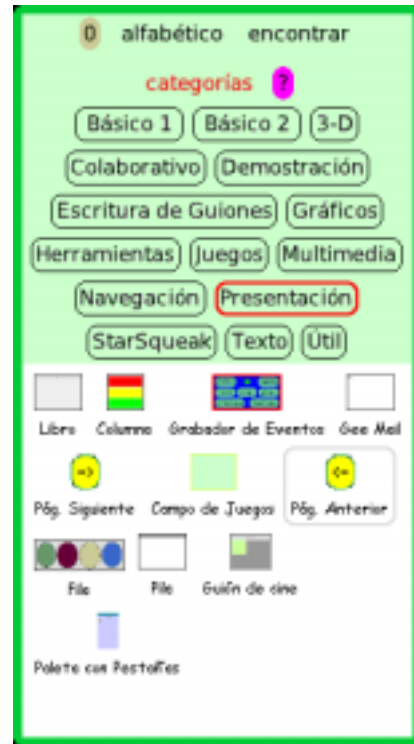 O alfabético encontrar
categorías ?
Básico 1 Básico 2 3-D
Colaborativo Demostración
Escritura de Guiones Gráficos
Herramientas Juegos Multimedia
Navegación Presentación
StarSqueak Texto Útil
Libro Columna Grabador de Eventos Gee Mail
=> <=
Pág. Siguiente Campo de Juegos Pág. Anterior
Fila Pila Guión de cine
Paleta con Pestañes